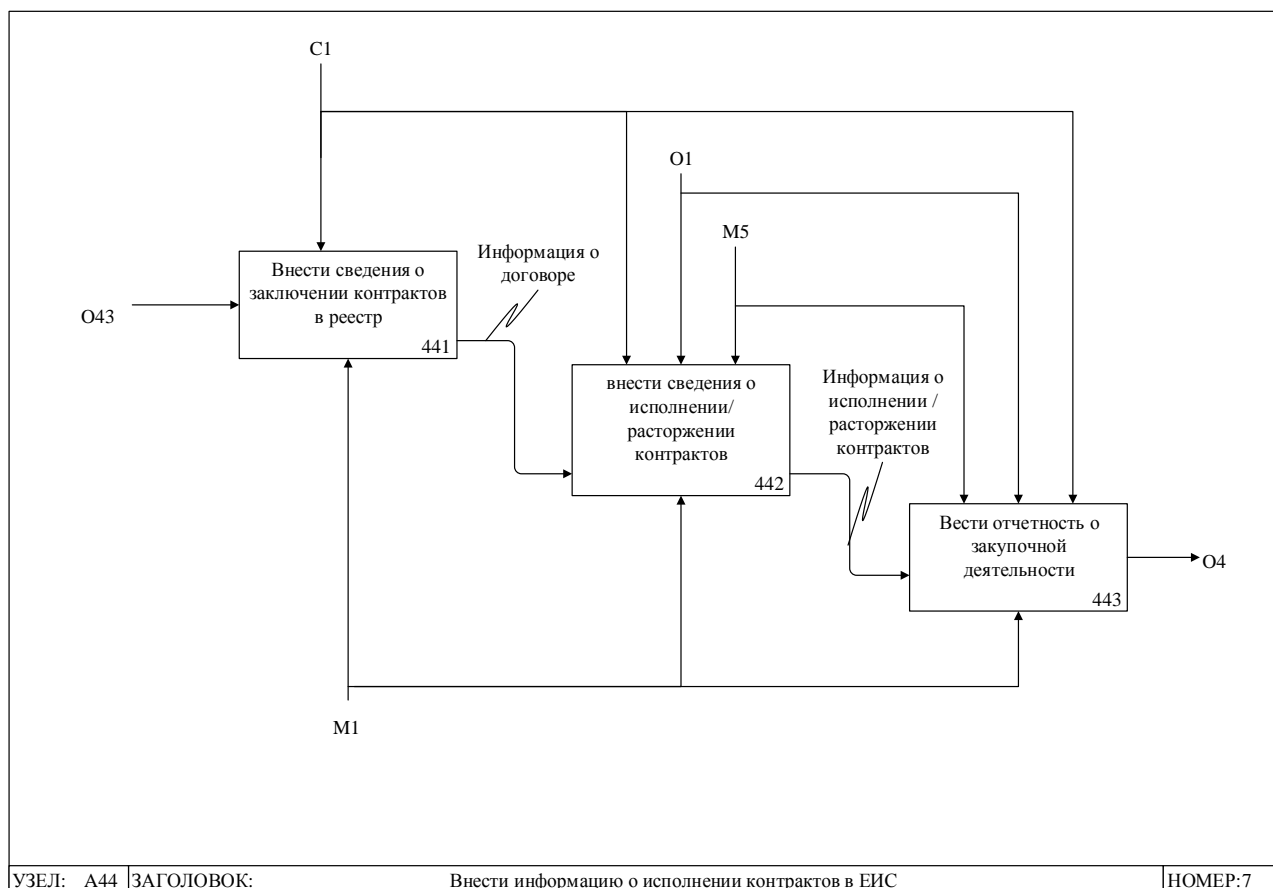 C1
O1
M5
Информация о
договоре
Внести сведения о
заключении контрактов
в реестр
441
O43
внести сведения о
исполнении/
расторжении
контрактов
442
Информация о
исполнении /
расторжении
контрактов
Вести отчетность о
закупочной
деятельности
443
O4
M1
УЗЕЛ: A44 ЗАГОЛОВОК: Внести информацию о исполнении контрактов в ЕИС НОМЕР:7